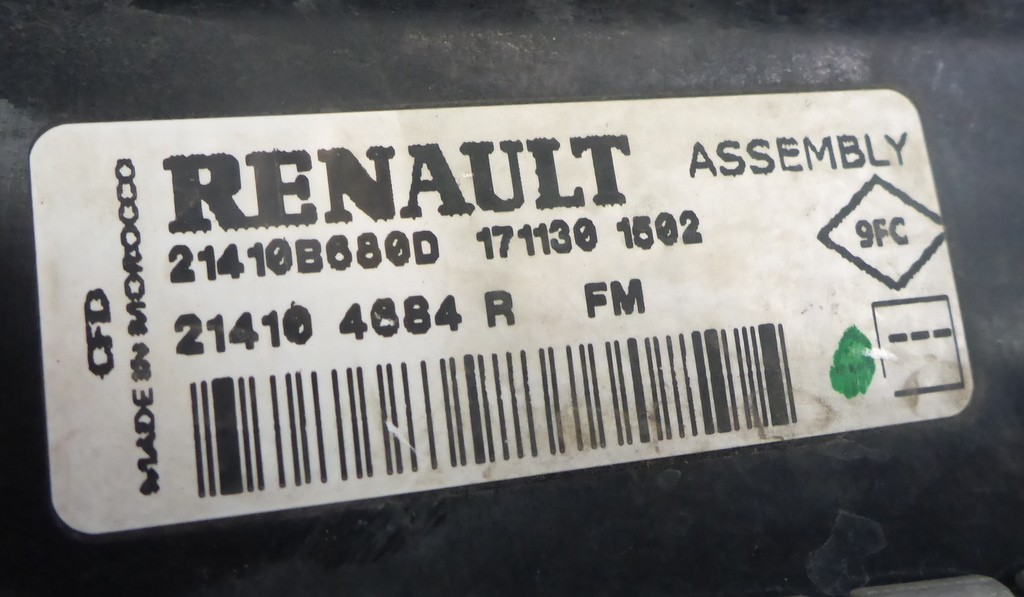 RENAULT
ASSEMBLY
21410B680D 171130 1502
9FC
21410 4684 R FM
---
CFD
MADE IN MOROCCO